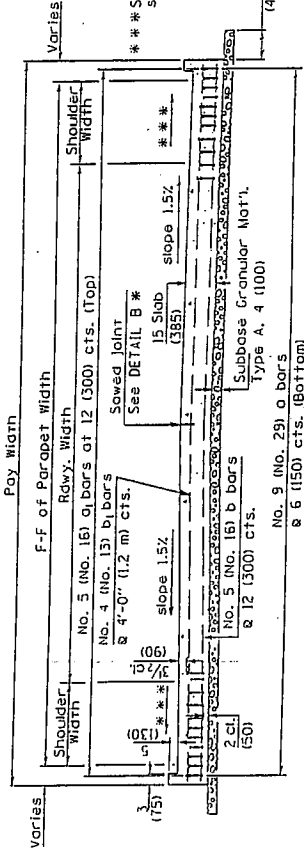 Pay Width
F-F of Parapet Width
Rdwy. Width
Varies
Varies
Shoulder Width
Shoulder Width
No. 5 (No. 16) a₁ bars at 12 (300) cts. (Top)
No. 4 (No. 13) b₁ bars
@ 4'-0" (1.2 m) cts.
Sawed Joint
See DETAIL B *
15 Slab
(385)
slope 1.5%
slope 1.5%
* * *
* * *
* * * S
3 1/2 cl.
(90)
5
(130)
3
(75)
2 cl.
(50)
No. 5 (No. 16) b bars
@ 12 (300) cts.
Subbase Granular Mat'l.
Type A, 4 (100)
No. 9 (No. 29) a bars
@ 6 (150) cts. (Bottom)
(4